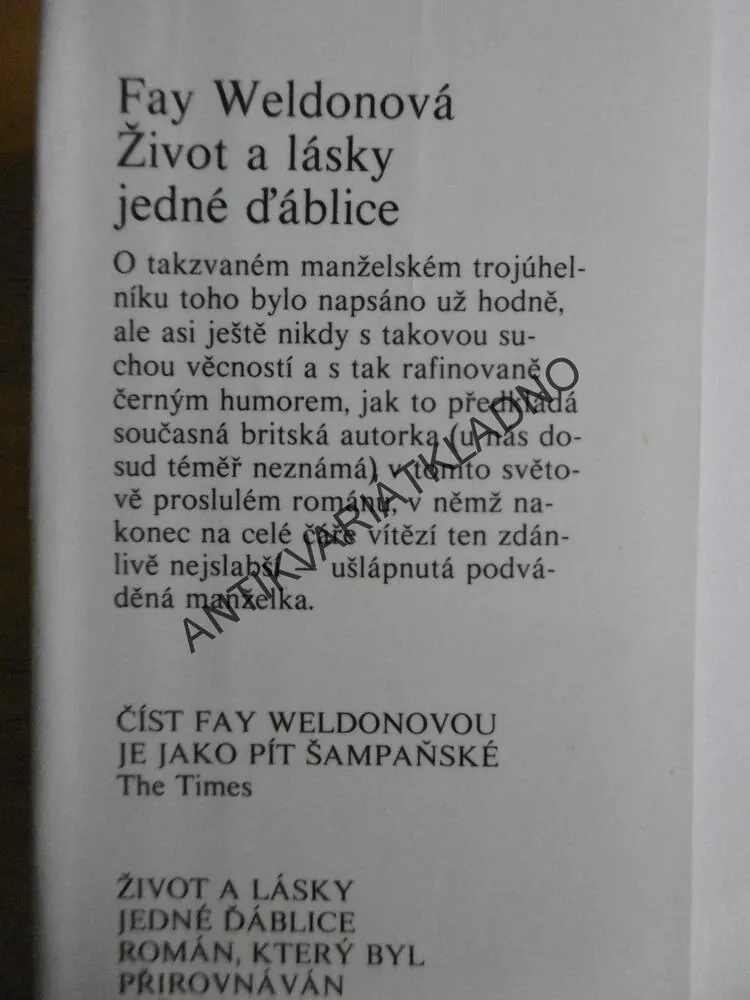 Fay Weldonová
Život a lásky
jedné ďáblice
O takzvaném manželském trojúhel-
níku toho bylo napsáno už hodně,
ale asi ještě nikdy s takovou su-
chou věcností a s tak rafinovaně
černým humorem, jak to předkládá
současná britská autorka (u nás do-
sud téměř neznámá) v tomto světo-
vě proslulém románu, v němž na-
konec na celé čáře vítězí ten zdán-
livě nejslabší — ušlápnutá podvá-
děná manželka.
ANTIKVARIÁTKLADNO
ČÍST FAY WELDONOVOU
JE JAKO PÍT ŠAMPAŇSKÉ
The Times
ŽIVOT A LÁSKY
JEDNÉ ĎÁBLICE
ROMÁN, KTERÝ BYL
PŘIROVNÁVÁN